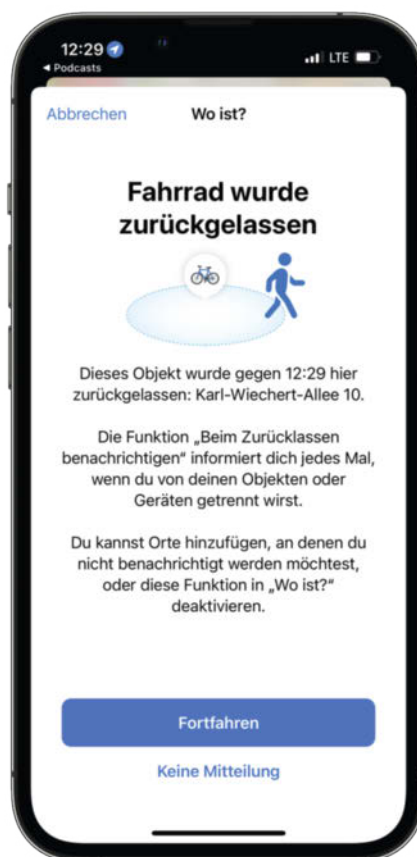 12:29
LTE
◀ Podcasts
Abbrechen
Wo ist?
Fahrrad wurde
zurückgelassen
Dieses Objekt wurde gegen 12:29 hier
zurückgelassen: Karl-Wiechert-Allee 10.
Die Funktion „Beim Zurücklassen
benachrichtigen“ informiert dich jedes Mal,
wenn du von deinen Objekten oder
Geräten getrennt wirst.
Du kannst Orte hinzufügen, an denen du
nicht benachrichtigt werden möchtest,
oder diese Funktion in „Wo ist?“
deaktivieren.
Fortfahren
Keine Mitteilung